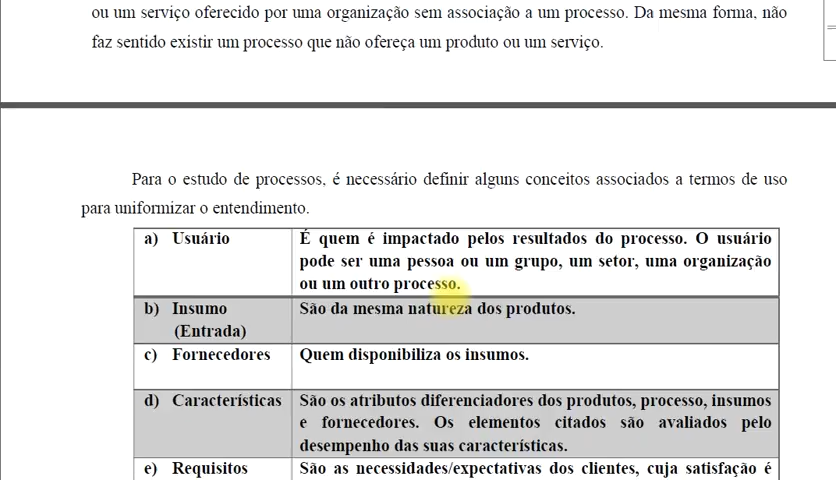 ou um serviço oferecido por uma organização sem associação a um processo. Da mesma forma, não
faz sentido existir um processo que não ofereça um produto ou um serviço.
Para o estudo de processos, é necessário definir alguns conceitos associados a termos de uso
para uniformizar o entendimento.
a) Usuário
É quem é impactado pelos resultados do processo. O usuário
pode ser uma pessoa ou um grupo, um setor, uma organização
ou um outro processo.
b) Insumo
(Entrada)
São da mesma natureza dos produtos.
c) Fornecedores
Quem disponibiliza os insumos.
d) Características
São os atributos diferenciadores dos produtos, processo, insumos
e fornecedores. Os elementos citados são avaliados pelo
desempenho das suas características.
e) Requisitos
São as necessidades/expectativas dos clientes, cuja satisfação é